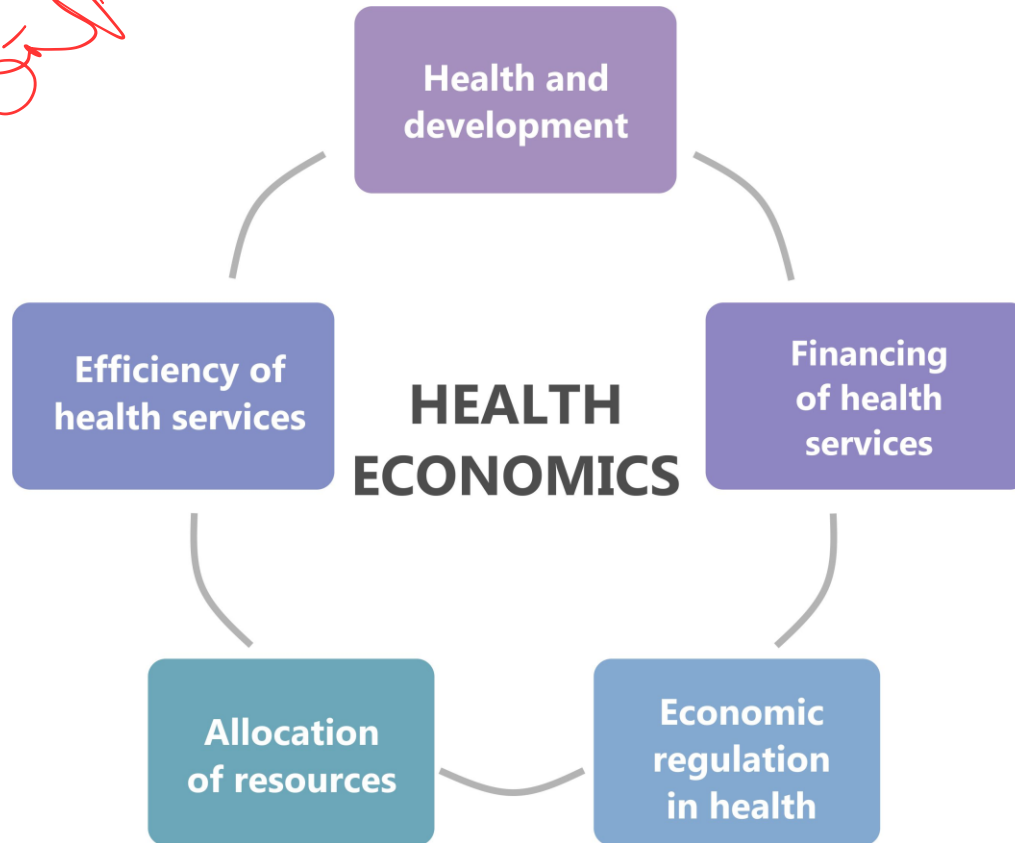 Health and
development
Efficiency of
health services
HEALTH
ECONOMICS
Financing
of health
services
Allocation
of resources
Economic
regulation
in health